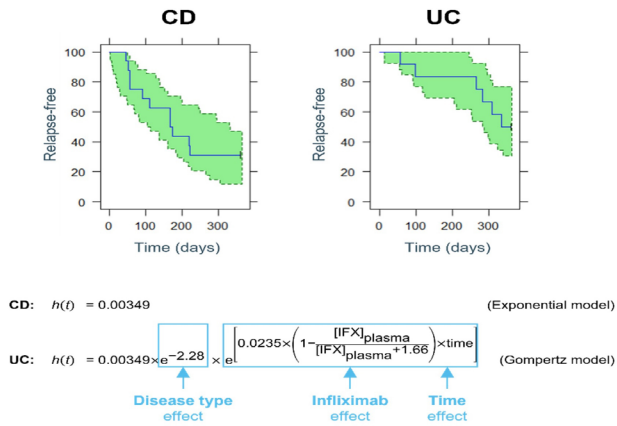 CD UC
100 100
80 80
60 60
40 40
20 20
0 0
Relapse-free Relapse-free
0 100 200 300 0 100 200 300
Time (days) Time (days)
CD: h(t) = 0.00349 (Exponential model)
UC: h(t) = 0.00349×e^−2.28 × e^[0.0235×(1−[IFX]plasma/([IFX]plasma+1.66))×time] (Gompertz model)
Disease type Infliximab Time
effect effect effect